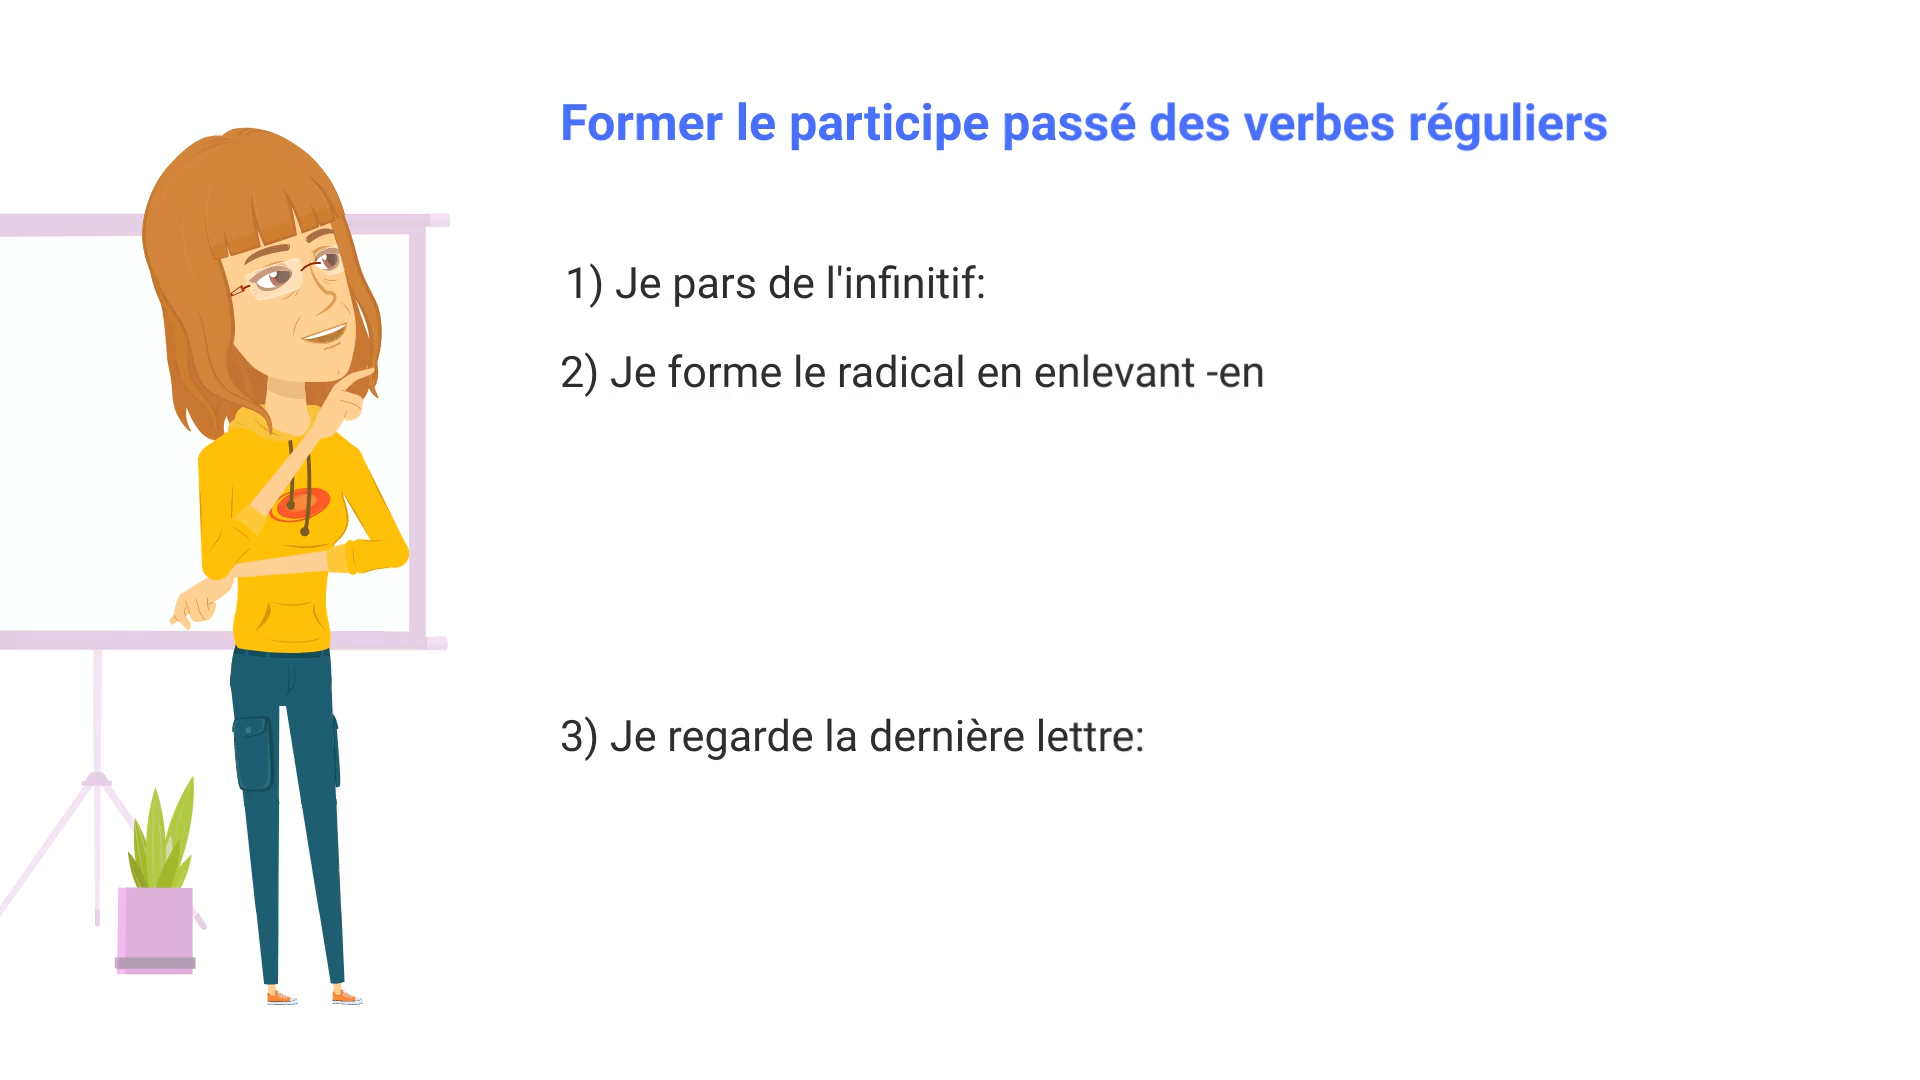 Former le participe passé des verbes réguliers
1) Je pars de l'infinitif:
2) Je forme le radical en enlevant -en
3) Je regarde la dernière lettre: